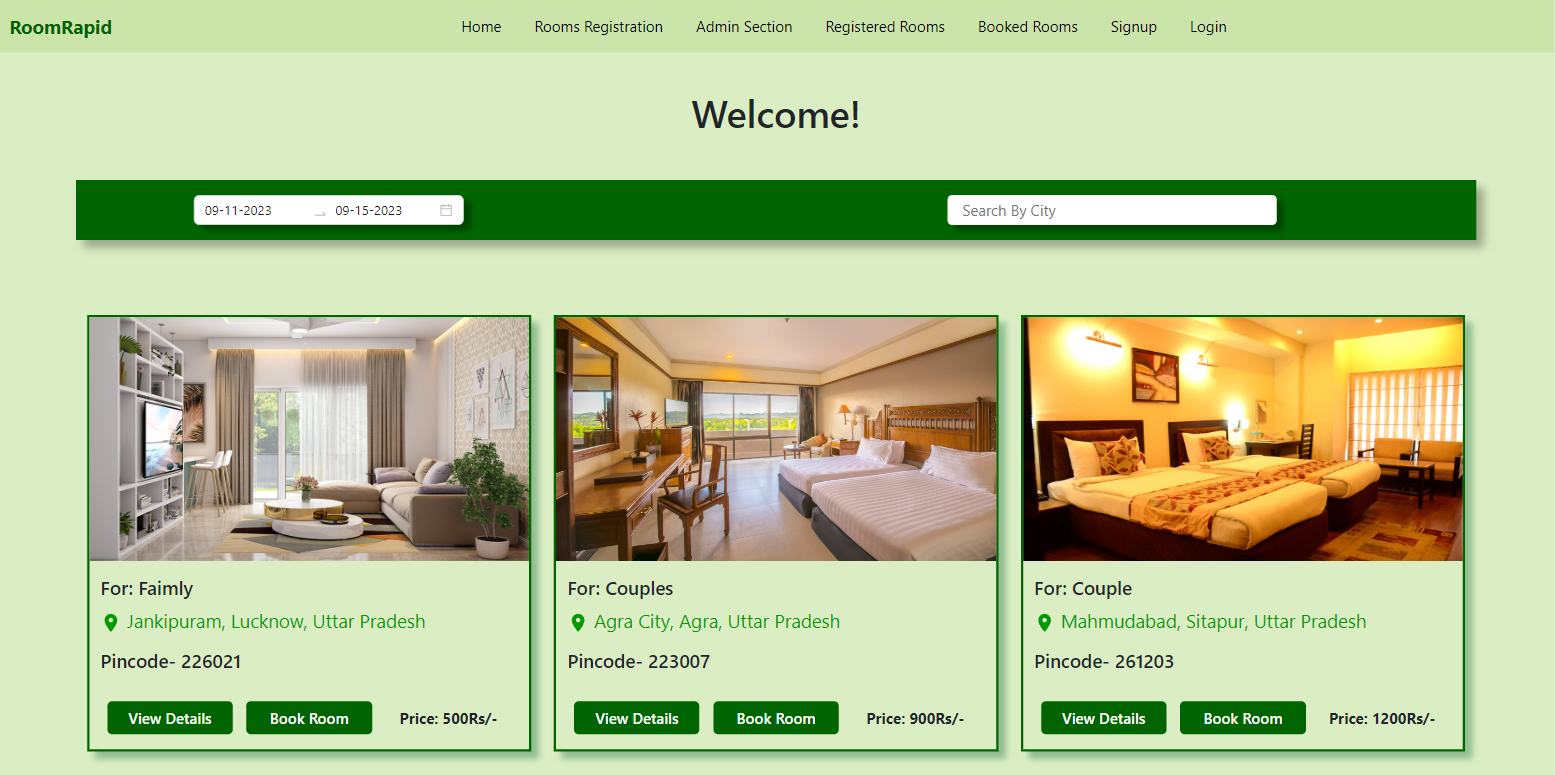 RoomRapid
Home Rooms Registration Admin Section Registered Rooms Booked Rooms Signup Login
Welcome!
09-11-2023 09-15-2023 Search By City
For: Faimly
Jankipuram, Lucknow, Uttar Pradesh
Pincode- 226021
View Details Book Room Price: 500Rs/-
For: Couples
Agra City, Agra, Uttar Pradesh
Pincode- 223007
View Details Book Room Price: 900Rs/-
For: Couple
Mahmudabad, Sitapur, Uttar Pradesh
Pincode- 261203
View Details Book Room Price: 1200Rs/-